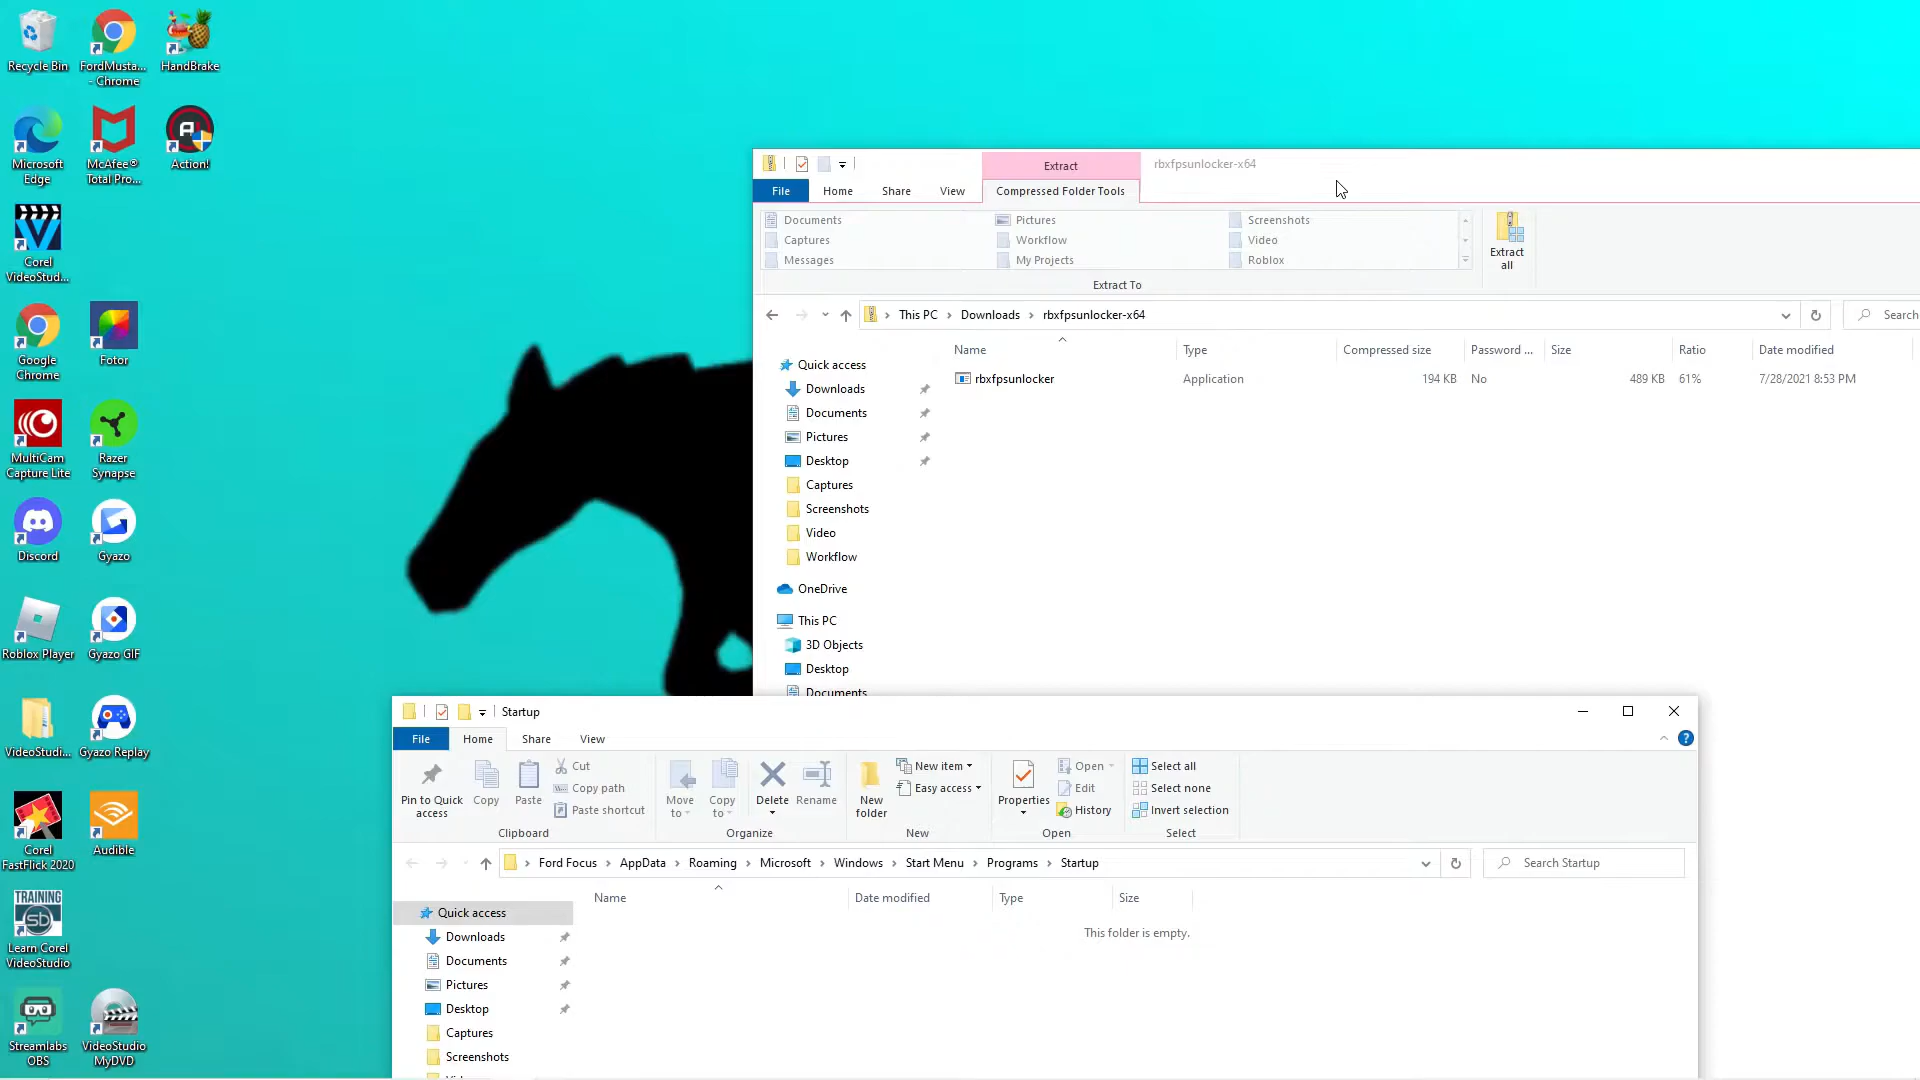 Recycle Bin
FordMusta...
- Chrome
HandBrake
Microsoft
Edge
McAfee®
Total Pro...
Action!
Corel
VideoStud...
Google
Chrome
Fotor
MultiCam
Capture Lite
Razer
Synapse
Discord
Gyazo
Roblox Player
Gyazo GIF
VideoStudi...
Gyazo Replay
Corel
FastFlick 2020
Audible
TRAINING
sb
Learn Corel
VideoStudio
Streamlabs
OBS
VideoStudio
MyDVD
Extract
rbxfpsunlocker-x64
File
Home
Share
View
Compressed Folder Tools
Documents
Pictures
Screenshots
Captures
Workflow
Video
Messages
My Projects
Roblox
Extract
all
Extract To
This PC
Downloads
rbxfpsunlocker-x64
Search
Name
Type
Compressed size
Password ...
Size
Ratio
Date modified
rbxfpsunlocker
Application
194 KB
No
489 KB
61%
7/28/2021 8:53 PM
Quick access
Downloads
Documents
Pictures
Desktop
Captures
Screenshots
Video
Workflow
OneDrive
This PC
3D Objects
Desktop
Documents
Startup
File
Home
Share
View
Pin to Quick
access
Copy
Paste
Cut
Copy path
Paste shortcut
Clipboard
Move
to
Copy
to
Delete
Rename
Organize
New
folder
New item
Easy access
New
Properties
Open
Edit
History
Open
Select all
Select none
Invert selection
Select
Ford Focus
AppData
Roaming
Microsoft
Windows
Start Menu
Programs
Startup
Search Startup
Name
Date modified
Type
Size
This folder is empty.
Quick access
Downloads
Documents
Pictures
Desktop
Captures
Screenshots